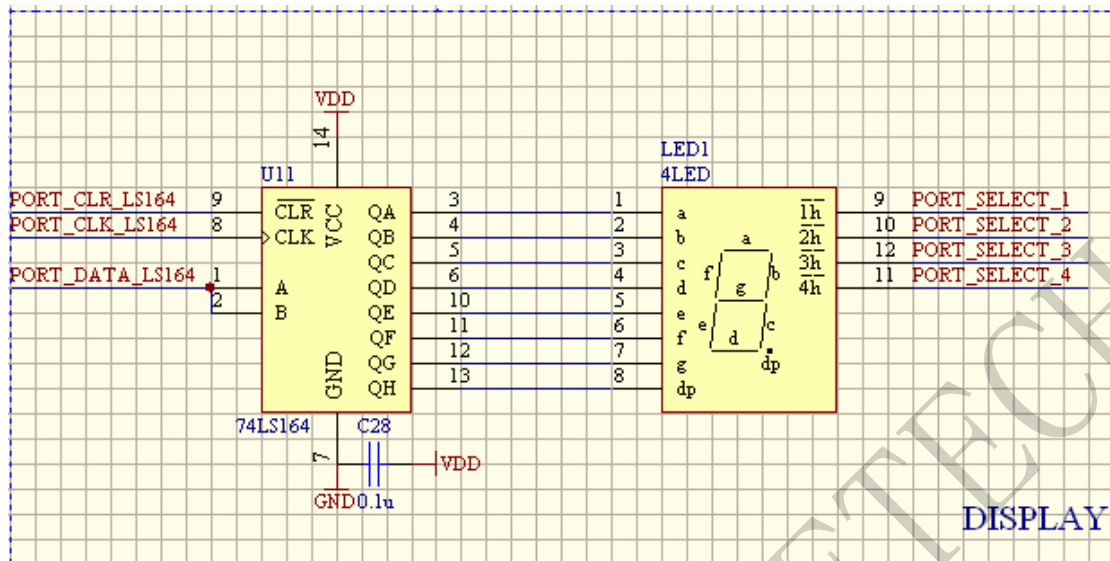 VDD
14
U11
LED1
4LED
PORT_CLR_LS164 9 CLR VCC QA 3 1 a 1h 9 PORT_SELECT_1
PORT_CLK_LS164 8 CLK QB 4 2 b 2h 10 PORT_SELECT_2
QC 5 3 c 3h 12 PORT_SELECT_3
PORT_DATA_LS164 1 A QD 6 4 d 4h 11 PORT_SELECT_4
2 B QE 10 5 e
QF 11 6 f
GND QG 12 7 g
QH 13 8 dp
a
f b
g
e d c
dp
74LS164 C28
7 VDD
GND 0.1u
DISPLAY